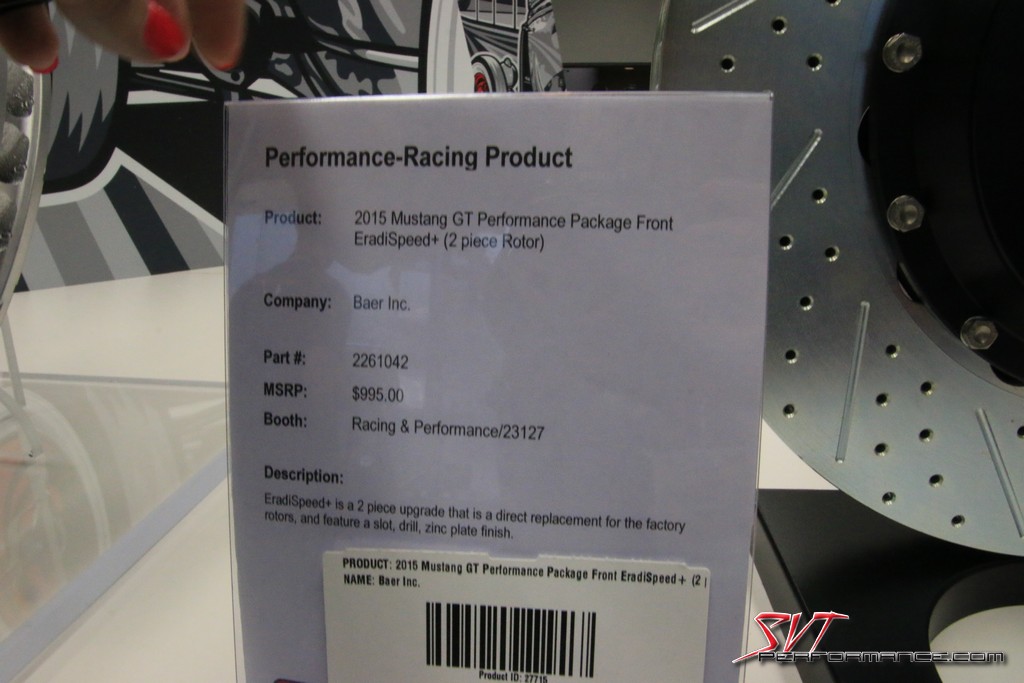 Performance-Racing Product
Product: 2015 Mustang GT Performance Package Front
EradiSpeed+ (2 piece Rotor)
Company: Baer Inc.
Part #: 2261042
MSRP: $995.00
Booth: Racing & Performance/23127
Description:
EradiSpeed+ is a 2 piece upgrade that is a direct replacement for the factory
rotors, and feature a slot, drill, zinc plate finish.
PRODUCT: 2015 Mustang GT Performance Package Front EradiSpeed+ (2 p
NAME: Baer Inc.
Product ID: 27715
SVT
PERFORMANCE.COM